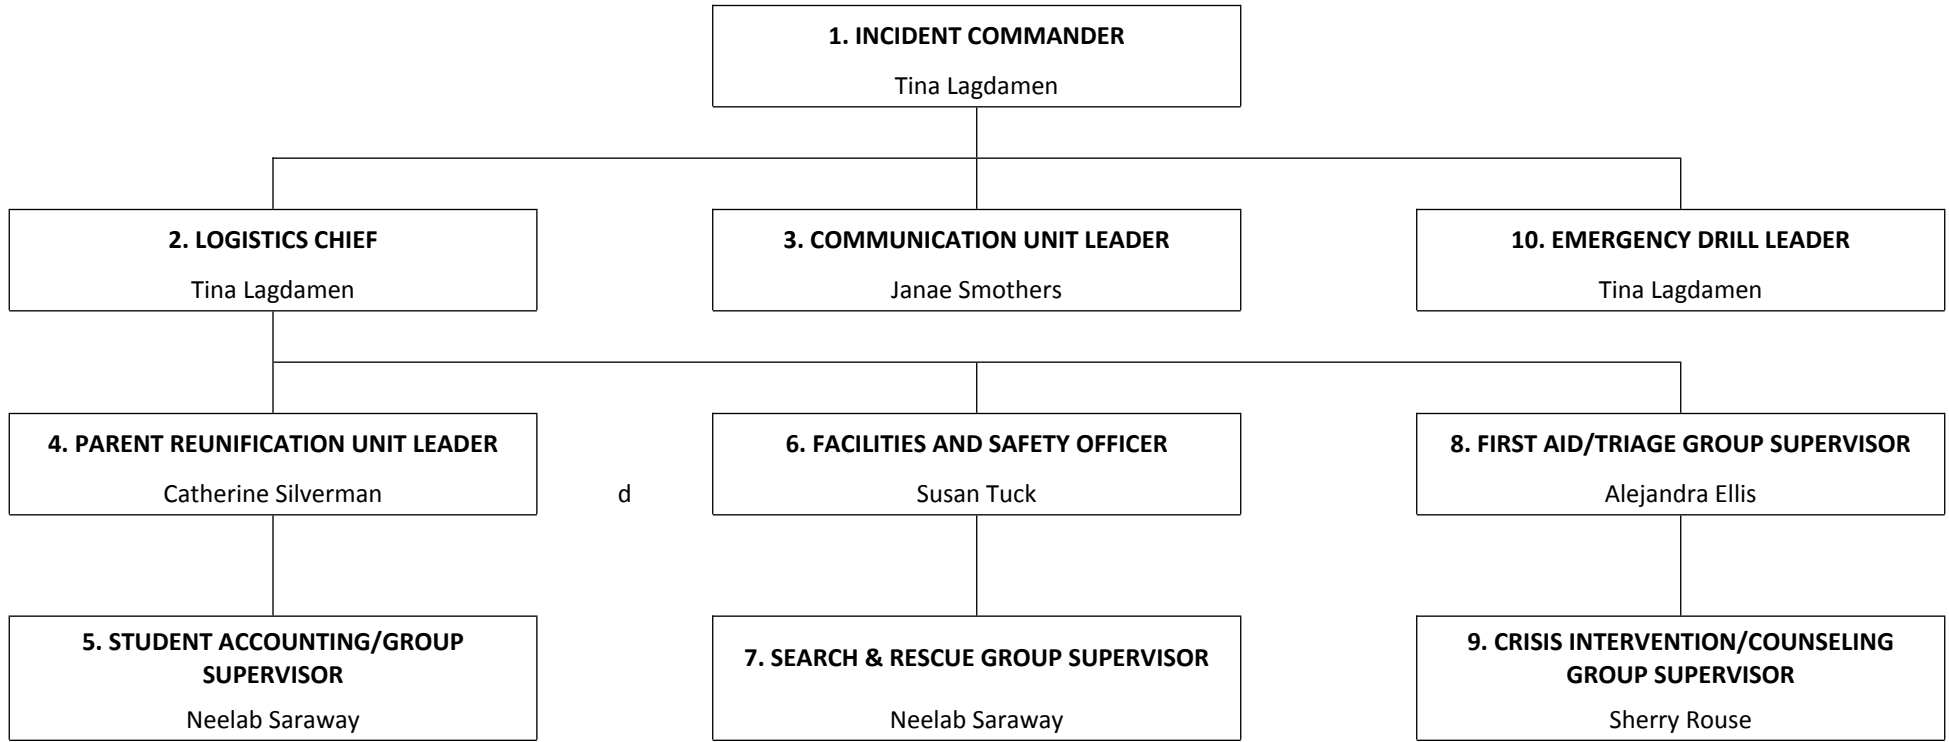 1. INCIDENT COMMANDER
Tina Lagdamen
2. LOGISTICS CHIEF
Tina Lagdamen
3. COMMUNICATION UNIT LEADER
Janae Smothers
10. EMERGENCY DRILL LEADER
Tina Lagdamen
4. PARENT REUNIFICATION UNIT LEADER
Catherine Silverman
d
6. FACILITIES AND SAFETY OFFICER
Susan Tuck
8. FIRST AID/TRIAGE GROUP SUPERVISOR
Alejandra Ellis
5. STUDENT ACCOUNTING/GROUP
SUPERVISOR
Neelab Saraway
7. SEARCH & RESCUE GROUP SUPERVISOR
Neelab Saraway
9. CRISIS INTERVENTION/COUNSELING
GROUP SUPERVISOR
Sherry Rouse